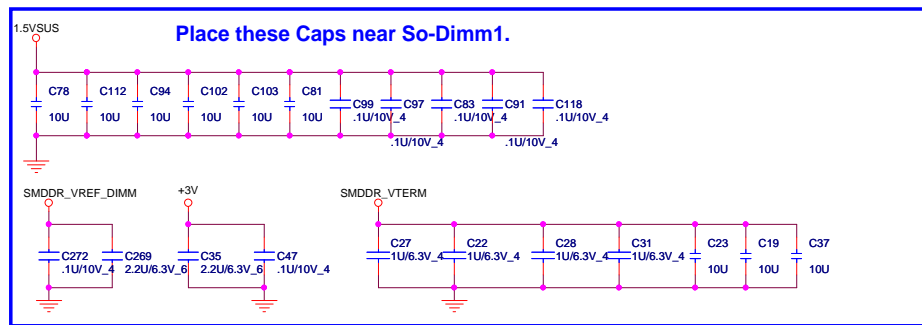 1.5VSUS
Place these Caps near So-Dimm1.
C78 C112 C94 C102 C103 C81 C99 C97 C83 C91 C118
10U 10U 10U 10U 10U 10U .1U/10V_4 .1U/10V_4 .1U/10V_4
.1U/10V_4 .1U/10V_4
SMDDR_VREF_DIMM +3V SMDDR_VTERM
C272 C269 C35 C47 C27 C22 C28 C31 C23 C19 C37
.1U/10V_4 2.2U/6.3V_6 2.2U/6.3V_6 .1U/10V_4 1U/6.3V_4 1U/6.3V_4 1U/6.3V_4 1U/6.3V_4 10U 10U 10U